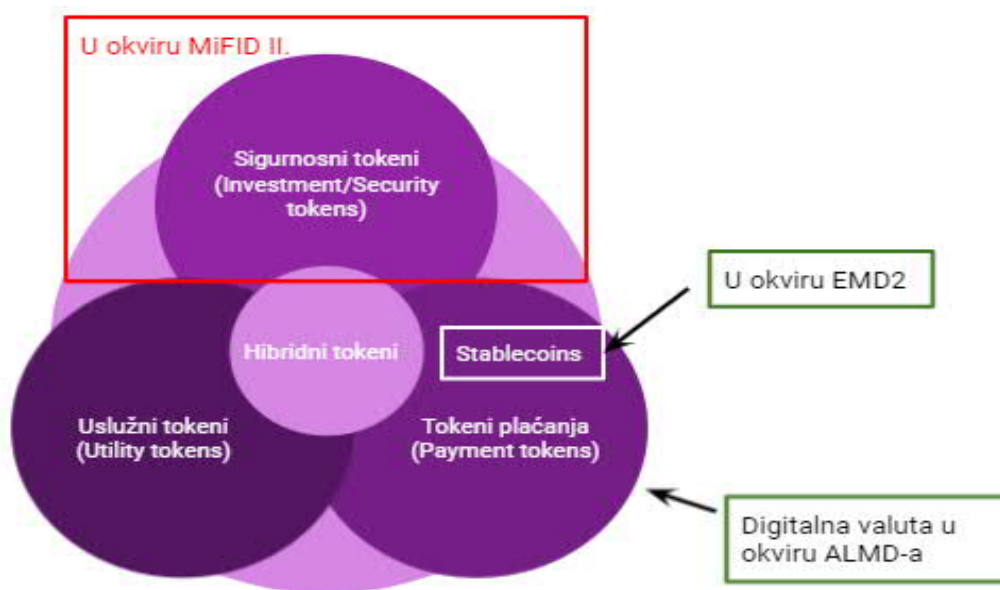 U okviru MiFID II.
Sigurnosni tokeni
(Investment/Security
tokens)
U okviru EMD2
Hibridni tokeni
Stablecoins
Uslužni tokeni
(Utility tokens)
Tokeni plaćanja
(Payment tokens)
Digitalna valuta u
okviru ALMD-a